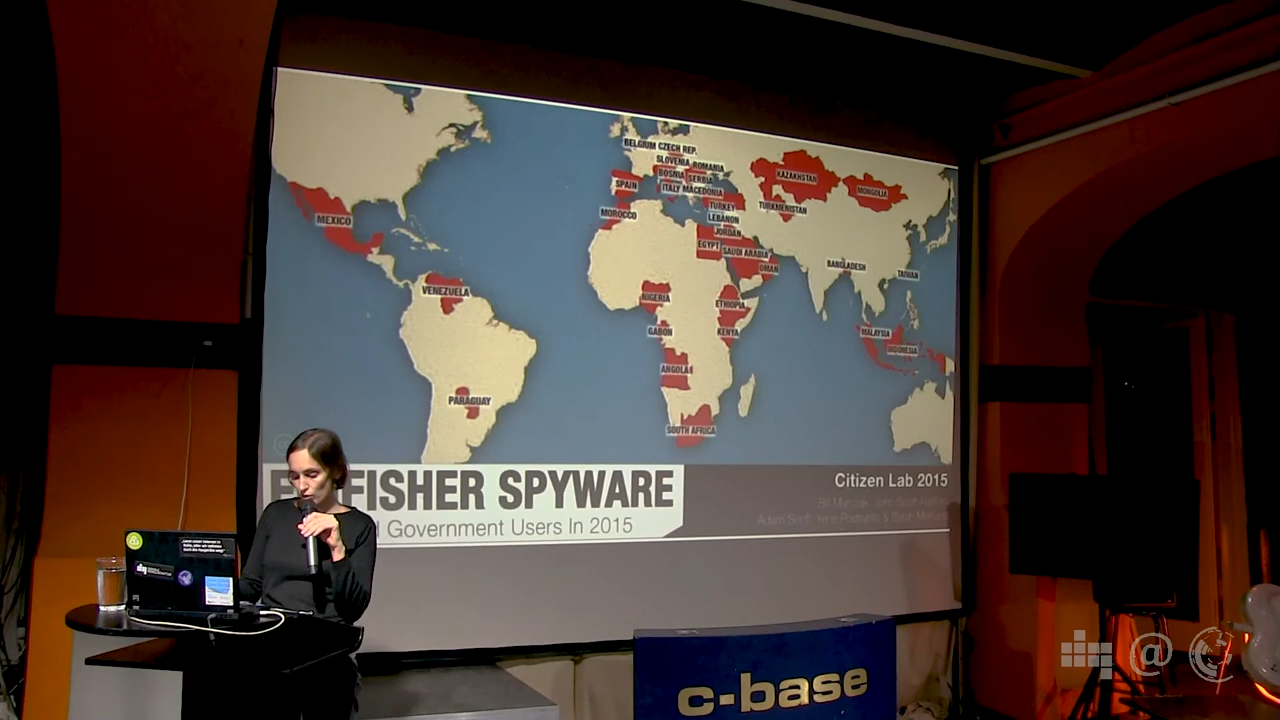 BELGIUM CZECH REP.
SLOVENIA ROMANIA
BOSNIA SERBIA
ITALY MACEDONIA
SPAIN
KAZAKHSTAN
MONGOLIA
TURKMENISTAN
TURKEY
MOROCCO
LEBANON
JORDAN
EGYPT SAUDI ARABIA
OMAN
BANGLADESH
TAIWAN
MEXICO
VENEZUELA
NIGERIA
ETHIOPIA
GABON
KENYA
MALAYSIA
INDONESIA
ANGOLA
PARAGUAY
SOUTH AFRICA
FISHER SPYWARE
Government Users In 2015
Citizen Lab 2015
c-base
@